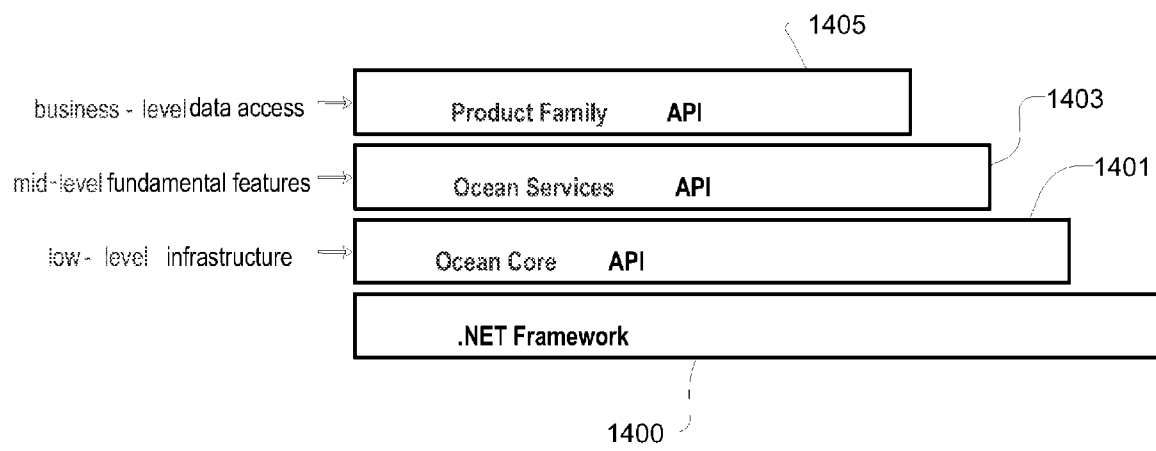 1405
business - level data access
Product Family API
1403
mid-level fundamental features
Ocean Services API
1401
low- level infrastructure
Ocean Core API
.NET Framework
1400